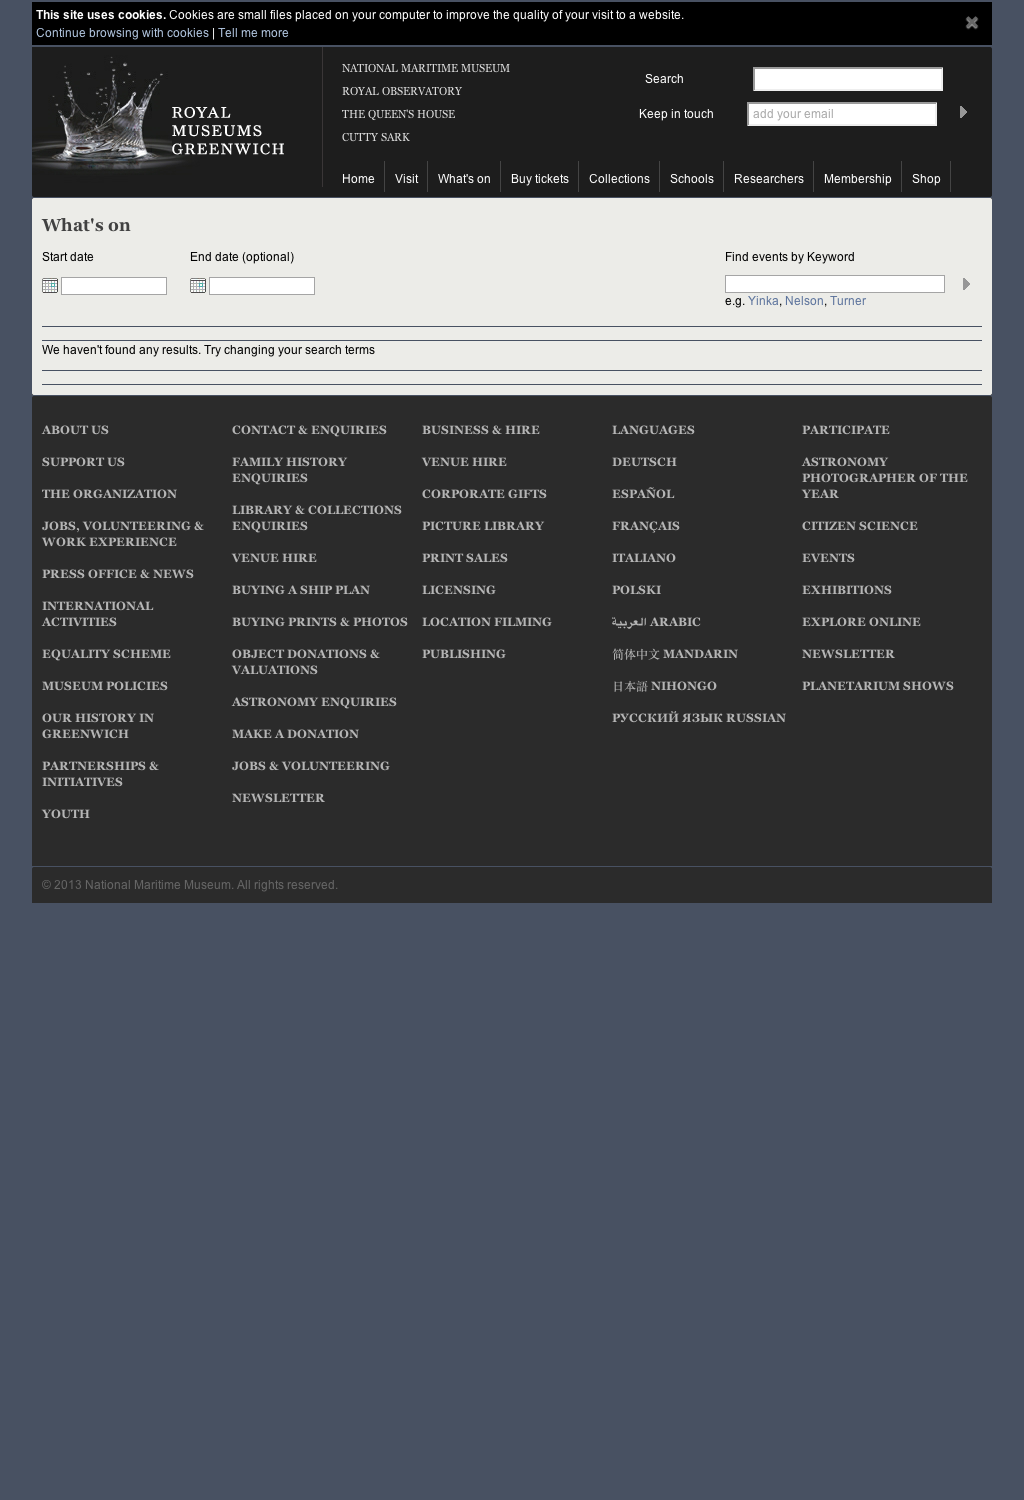 This site uses cookies. Cookies are small files placed on your computer to improve the quality of your visit to a website.
Continue browsing with cookies | Tell me more
ROYAL
MUSEUMS
GREENWICH
NATIONAL MARITIME MUSEUM
ROYAL OBSERVATORY
THE QUEEN'S HOUSE
CUTTY SARK
Search
Keep in touch add your email
Home Visit What's on Buy tickets Collections Schools Researchers Membership Shop
What's on
Start date End date (optional) Find events by Keyword
e.g. Yinka, Nelson, Turner
We haven't found any results. Try changing your search terms
ABOUT US
SUPPORT US
THE ORGANIZATION
JOBS, VOLUNTEERING &
WORK EXPERIENCE
PRESS OFFICE & NEWS
INTERNATIONAL
ACTIVITIES
EQUALITY SCHEME
MUSEUM POLICIES
OUR HISTORY IN
GREENWICH
PARTNERSHIPS &
INITIATIVES
YOUTH
CONTACT & ENQUIRIES
FAMILY HISTORY
ENQUIRIES
LIBRARY & COLLECTIONS
ENQUIRIES
VENUE HIRE
BUYING A SHIP PLAN
BUYING PRINTS & PHOTOS
OBJECT DONATIONS &
VALUATIONS
ASTRONOMY ENQUIRIES
MAKE A DONATION
JOBS & VOLUNTEERING
NEWSLETTER
BUSINESS & HIRE
VENUE HIRE
CORPORATE GIFTS
PICTURE LIBRARY
PRINT SALES
LICENSING
LOCATION FILMING
PUBLISHING
LANGUAGES
DEUTSCH
ESPAÑOL
FRANÇAIS
ITALIANO
POLSKI
العربية ARABIC
简体中文 MANDARIN
日本語 NIHONGO
РУССКИЙ ЯЗЫК RUSSIAN
PARTICIPATE
ASTRONOMY
PHOTOGRAPHER OF THE
YEAR
CITIZEN SCIENCE
EVENTS
EXHIBITIONS
EXPLORE ONLINE
NEWSLETTER
PLANETARIUM SHOWS
© 2013 National Maritime Museum. All rights reserved.